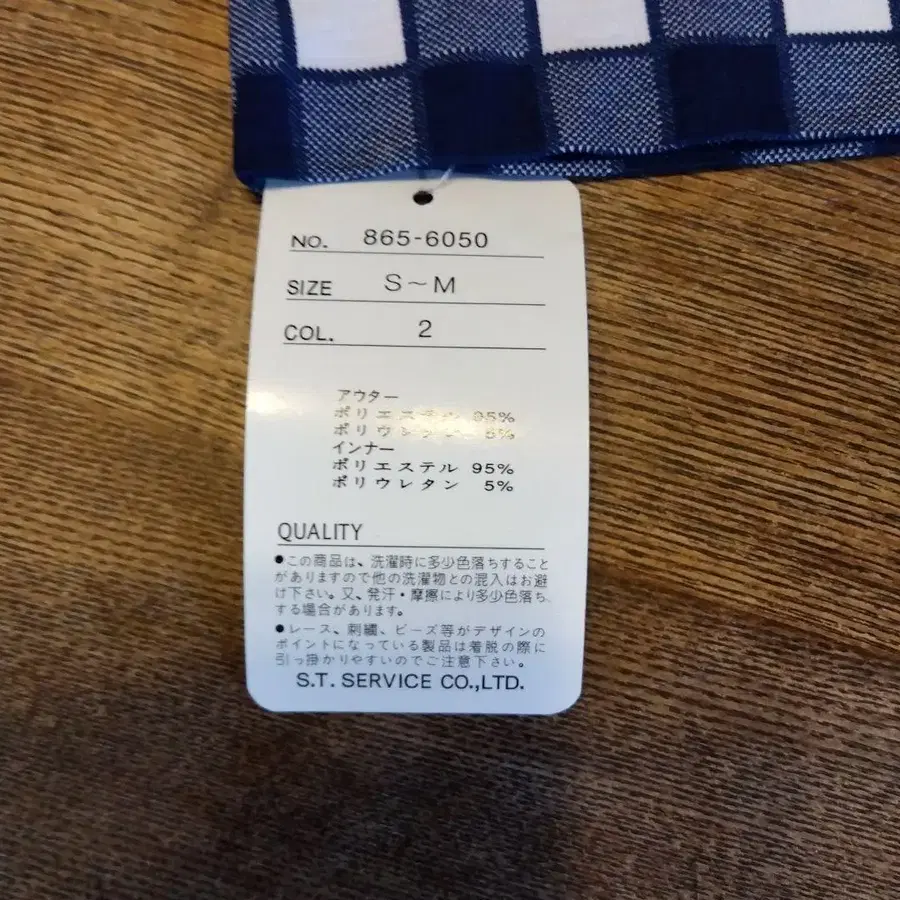 NO. 865-6050
SIZE S～M
COL. 2
アウター
ポリエステル 95%
ポリウレタン 5%
インナー
ポリエステル 95%
ポリウレタン 5%
QUALITY
●この商品は、洗濯時に多少色落ちすること
がありますので他の洗濯物との混入はお避
け下さい。又、発汗・摩擦により多少色落ち
する場合があります。
●レース、刺繍、ビーズ等がデザインの
ポイントになっている製品は着脱の際に
引っ掛かりやすいのでご注意下さい。
S.T. SERVICE CO.,LTD.